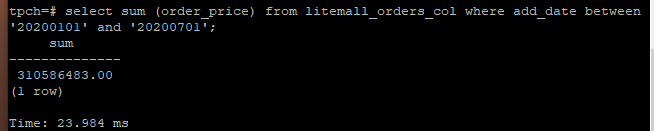 tpch=# select sum (order_price) from litemall_orders_col where add_date between
'20200101' and '20200701';
sum
--------------
310586483.00
(1 row)
Time: 23.984 ms